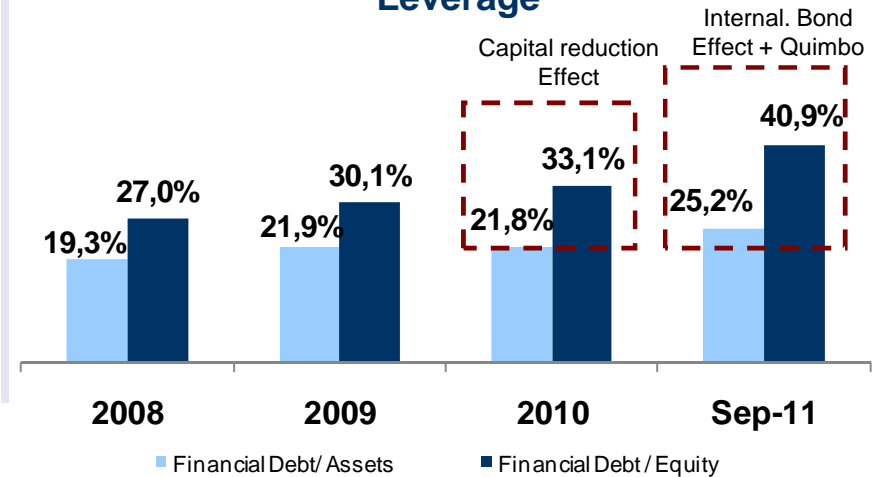 Leverage
Internal. Bond
Effect + Quimbo
Capital reduction
Effect
40,9%
33,1%
30,1%
27,0%
25,2%
21,8%
21,9%
19,3%
2008 2009 2010 Sep-11
Financial Debt/ Assets Financial Debt / Equity